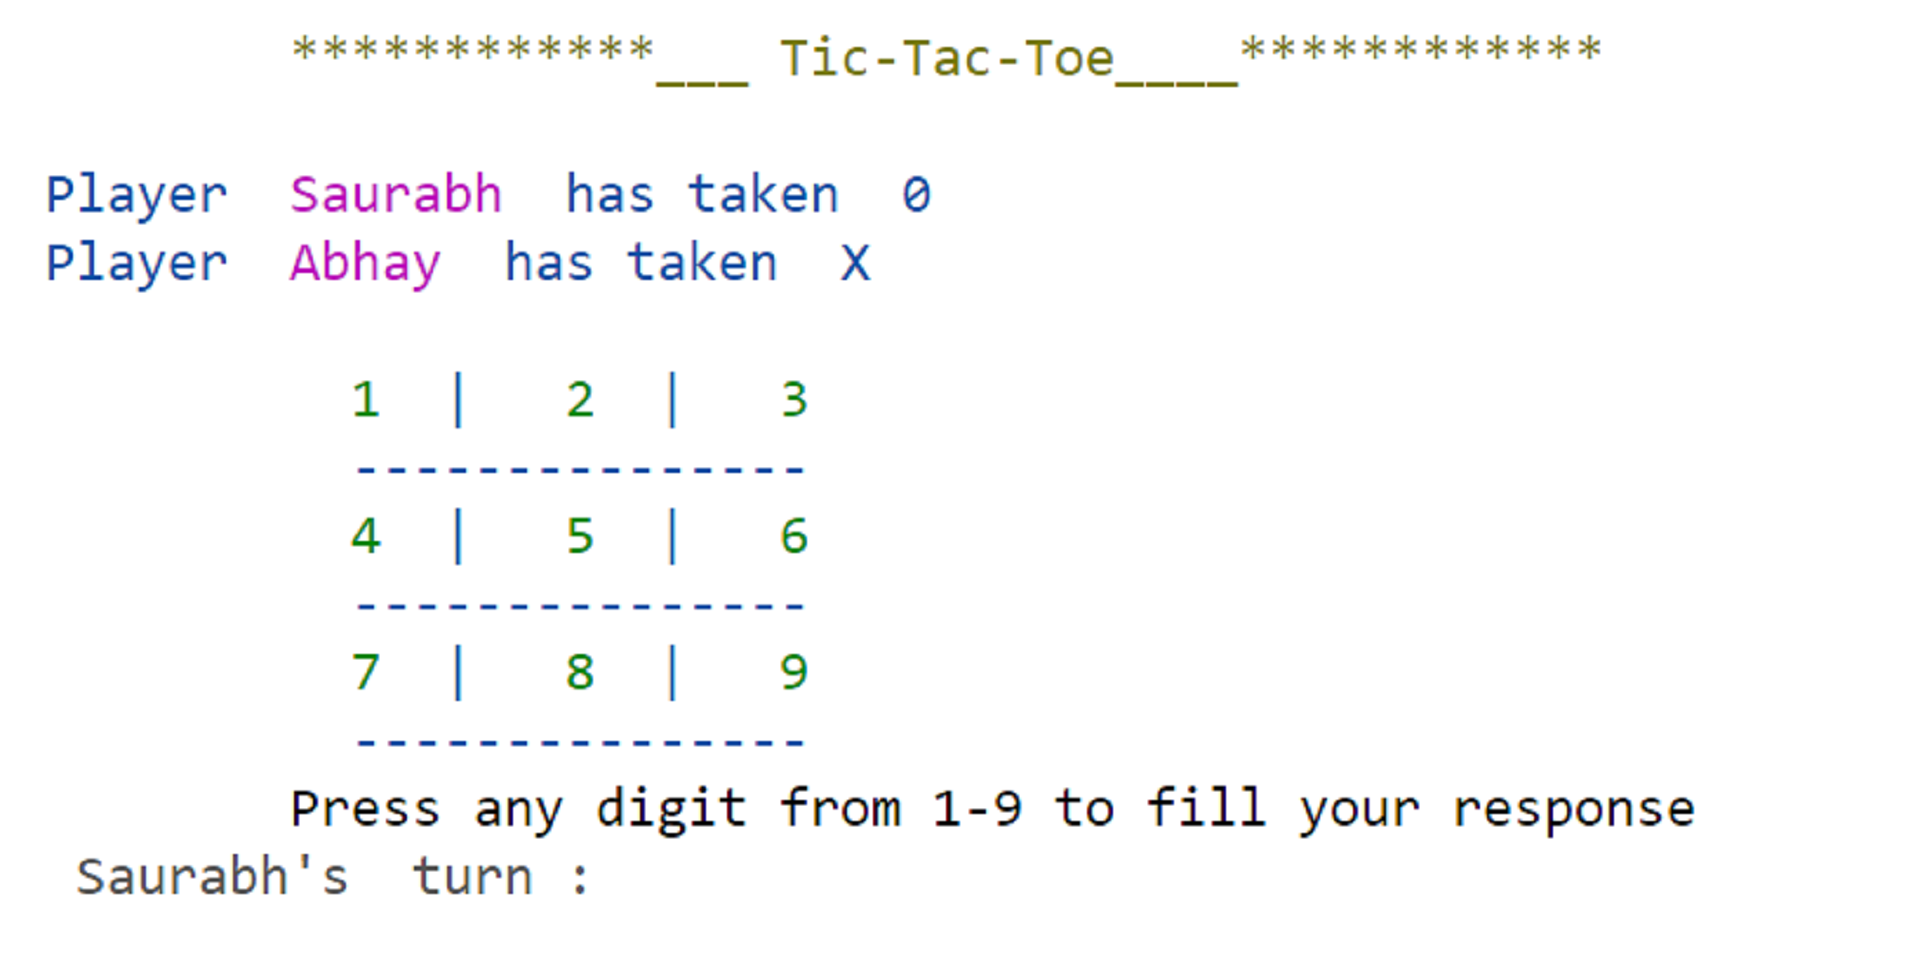 ************___ Tic-Tac-Toe____************
Player  Saurabh  has taken  0
Player  Abhay  has taken  X
1  |   2  |   3
---------------
4  |   5  |   6
---------------
7  |   8  |   9
---------------
Press any digit from 1-9 to fill your response
Saurabh's  turn :